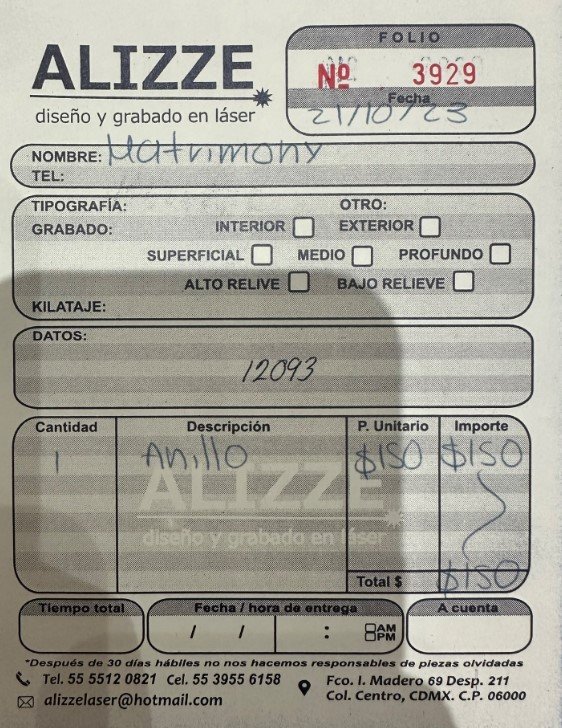 ALIZZE
diseño y grabado en láser
FOLIO
Nº 3929
Fecha
21/10/23
NOMBRE: Matrimony
TEL:
TIPOGRAFÍA: OTRO:
GRABADO: INTERIOR EXTERIOR
SUPERFICIAL MEDIO PROFUNDO
ALTO RELIVE BAJO RELIEVE
KILATAJE:
DATOS:
12093
Cantidad Descripción P. Unitario Importe
1 Anillo $150 $150
ALIZZE
diseño y grabado en láser
Total $ $150
Tiempo total Fecha / hora de entrega A cuenta
/ / : AM
PM
*Después de 30 días hábiles no nos hacemos responsables de piezas olvidadas
Tel. 55 5512 0821 Cel. 55 3955 6158
alizzelaser@hotmail.com
Fco. I. Madero 69 Desp. 211
Col. Centro, CDMX. C.P. 06000